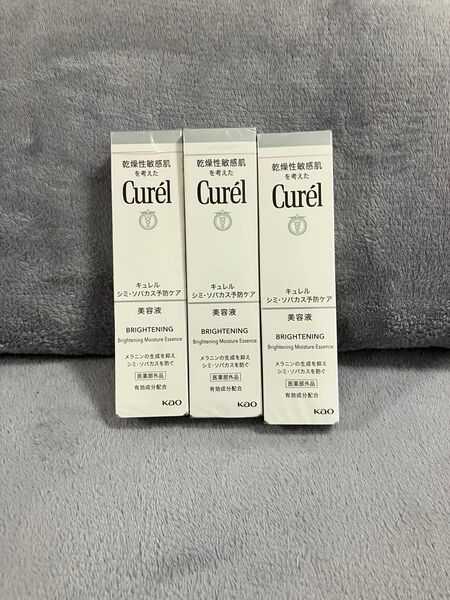 乾燥性敏感肌
を考えた
Curél
キュレル
シミ・ソバカス予防ケア
美容液
BRIGHTENING
Brightening Moisture Essence
メラニンの生成を抑え
シミ・ソバカスを防ぐ
医薬部外品
有効成分配合
Kao
乾燥性敏感肌
を考えた
Curél
キュレル
シミ・ソバカス予防ケア
美容液
BRIGHTENING
Brightening Moisture Essence
メラニンの生成を抑え
シミ・ソバカスを防ぐ
医薬部外品
有効成分配合
Kao
乾燥性敏感肌
を考えた
Curél
キュレル
シミ・ソバカス予防ケア
美容液
BRIGHTENING
Brightening Moisture Essence
メラニンの生成を抑え
シミ・ソバカスを防ぐ
医薬部外品
有効成分配合
Kao